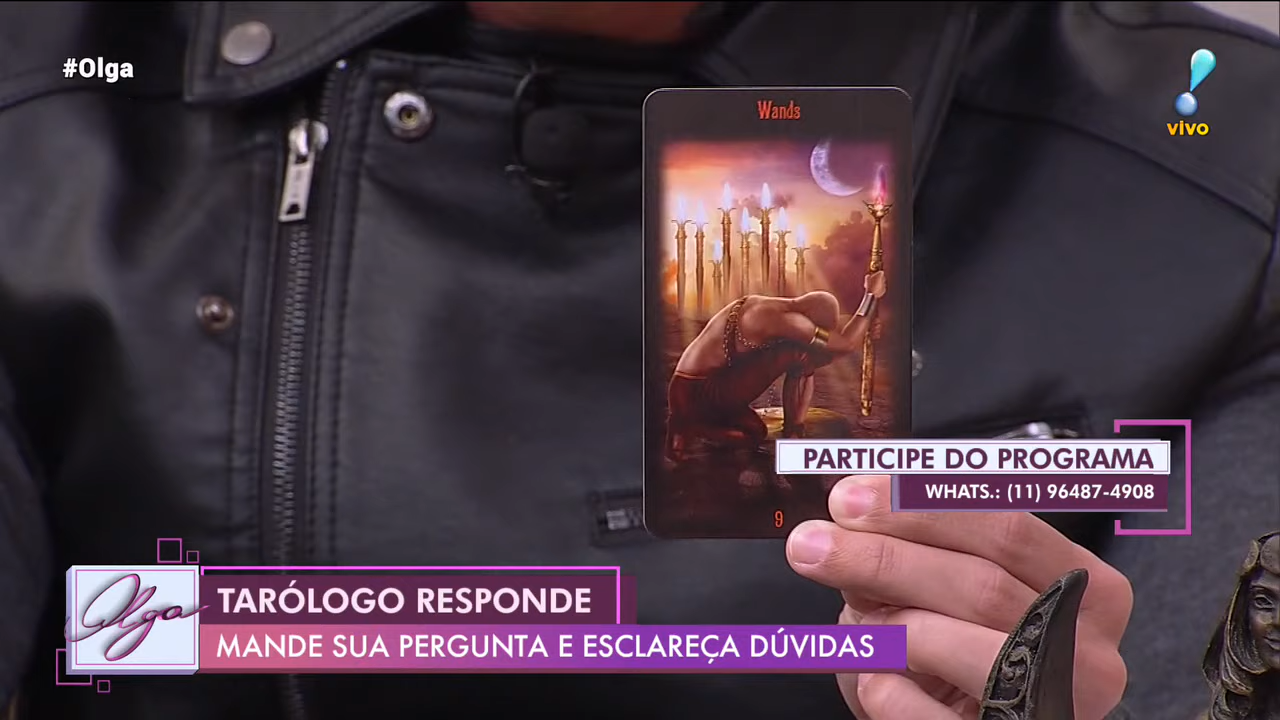 #Olga
vivo
Wands
9
PARTICIPE DO PROGRAMA
WHATS.: (11) 96487-4908
Olga
TARÓLOGO RESPONDE
MANDE SUA PERGUNTA E ESCLAREÇA DÚVIDAS